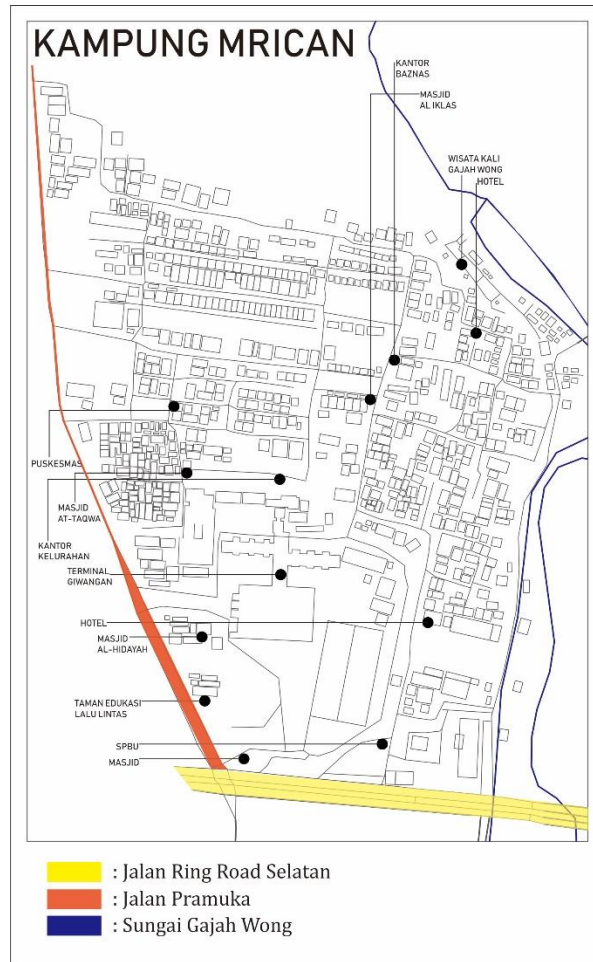 KAMPUNG MRICAN
KANTOR
BAZNAS
MASJID
AL IKLAS
WISATA KALI
GAJAH WONG
HOTEL
PUSKESMAS
MASJID
AT-TAQWA
KANTOR
KELURAHAN
TERMINAL
GIWANGAN
HOTEL
MASJID
AL-HIDAYAH
TAMAN EDUKASI
LALU LINTAS
SPBU
MASJID
: Jalan Ring Road Selatan
: Jalan Pramuka
: Sungai Gajah Wong